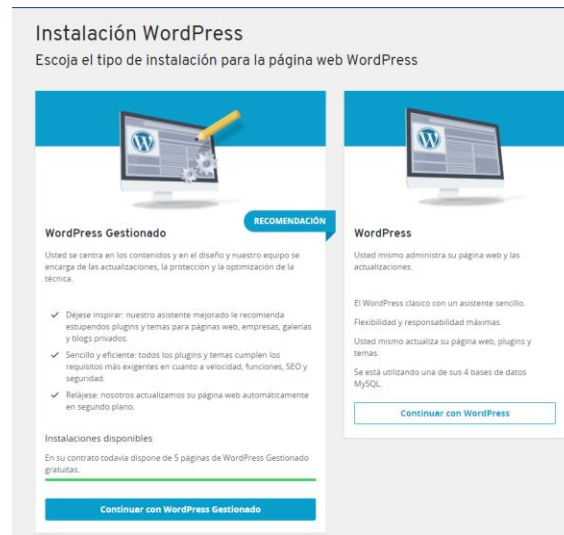 Instalación WordPress
Escoja el tipo de instalación para la página web WordPress
RECOMENDACIÓN
WordPress Gestionado
Usted se centra en los contenidos y en el diseño y nuestro equipo se
encarga de las actualizaciones, la protección y la optimización de la
técnica.
Déjese inspirar: nuestro asistente mejorado le recomienda
estupendos plugins y temas para páginas web, empresas, galerías
y blogs privados.
Sencillo y eficiente: todos los plugins y temas cumplen los
requisitos más exigentes en cuanto a velocidad, funciones, SEO y
seguridad.
Relájese: nosotros actualizamos su página web automáticamente
en segundo plano.
Instalaciones disponibles
En su contrato todavía dispone de 5 páginas de WordPress Gestionado
gratuitas.
Continuar con WordPress Gestionado
WordPress
Usted mismo administra su página web y las
actualizaciones.
El WordPress clásico con un asistente sencillo.
Flexibilidad y responsabilidad máximas.
Usted mismo actualiza su página web, plugins y
temas.
Se está utilizando una de sus 4 bases de datos
MySQL.
Continuar con WordPress